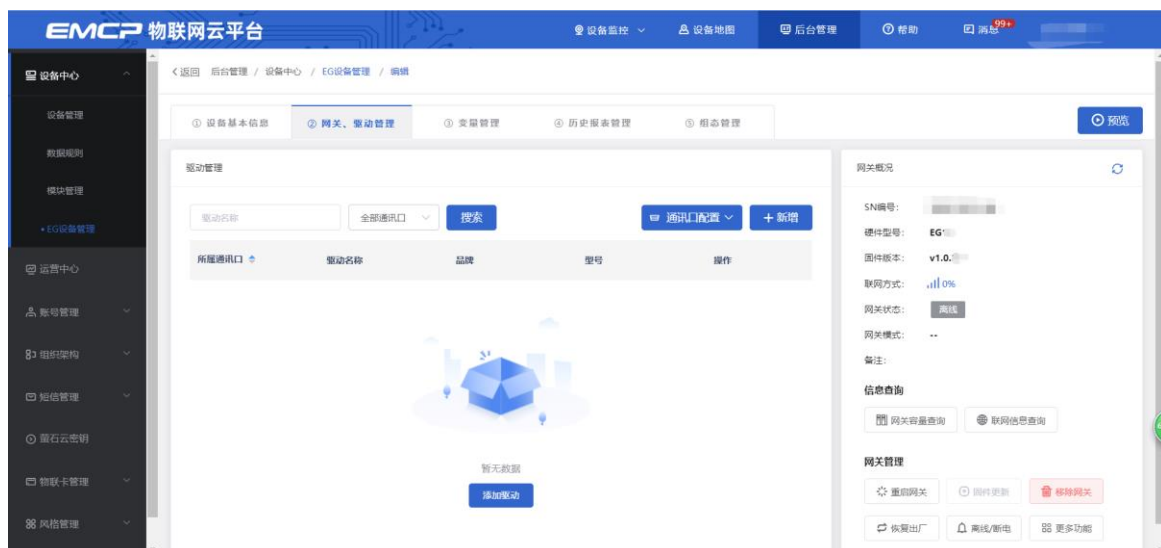 EMCP 物联网云平台
设备监控
设备地图
后台管理
帮助
消息 99+
设备中心
设备管理
数据规则
模块管理
• EG设备管理
运营中心
账号管理
组织架构
短信管理
萤石云密钥
物联卡管理
风格管理
返回 后台管理 / 设备中心 / EG设备管理 / 编辑
① 设备基本信息
② 网关、驱动管理
③ 变量管理
④ 历史报表管理
⑤ 组态管理
预览
驱动管理
驱动名称
全部通讯口
搜索
通讯口配置
+ 新增
所属通讯口 驱动名称 品牌 型号 操作
暂无数据
添加驱动
网关概况
SN编号:
硬件型号: EG
固件版本: v1.0.
联网方式: 0%
网关状态: 离线
网关模式: --
备注:
信息查询
网关容量查询
联网信息查询
网关管理
重启网关
固件更新
移除网关
恢复出厂
离线/断电
更多功能